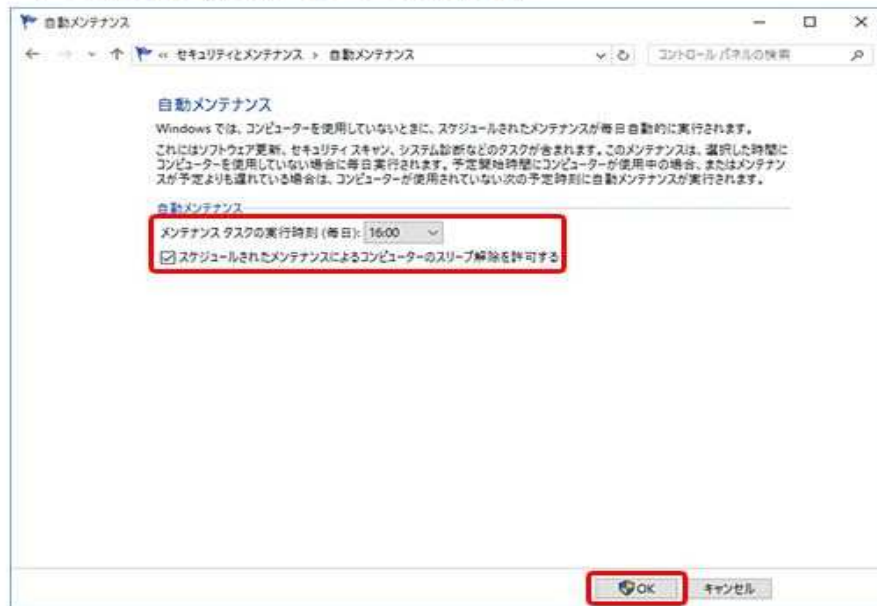 自動メンテナンス
« セキュリティとメンテナンス › 自動メンテナンス
コントロール パネルの検索
自動メンテナンス
Windows では、コンピューターを使用していないときに、スケジュールされたメンテナンスが毎日自動的に実行されます。
これにはソフトウェア更新、セキュリティ スキャン、システム診断などのタスクが含まれます。このメンテナンスは、選択した時間に
コンピューターを使用していない場合に毎日実行されます。予定開始時間にコンピューターが使用中の場合、またはメンテナン
スが予定よりも遅れている場合は、コンピューターが使用されていない次の予定時刻に自動メンテナンスが実行されます。
自動メンテナンス
メンテナンス タスクの実行時刻 (毎日): 16:00
スケジュールされたメンテナンスによるコンピューターのスリープ解除を許可する
OK キャンセル